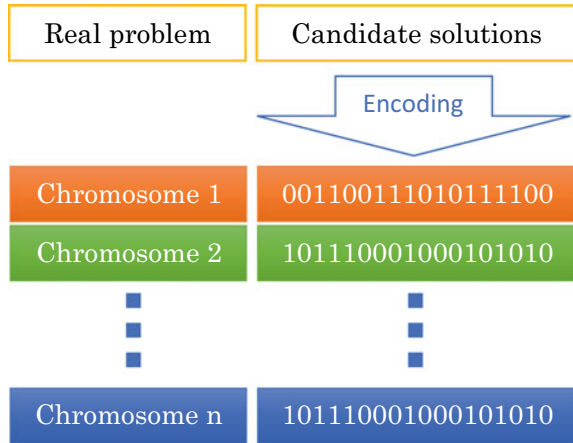 Real problem
Candidate solutions
Encoding
Chromosome 1
001100111010111100
Chromosome 2
101110001000101010
Chromosome n
101110001000101010